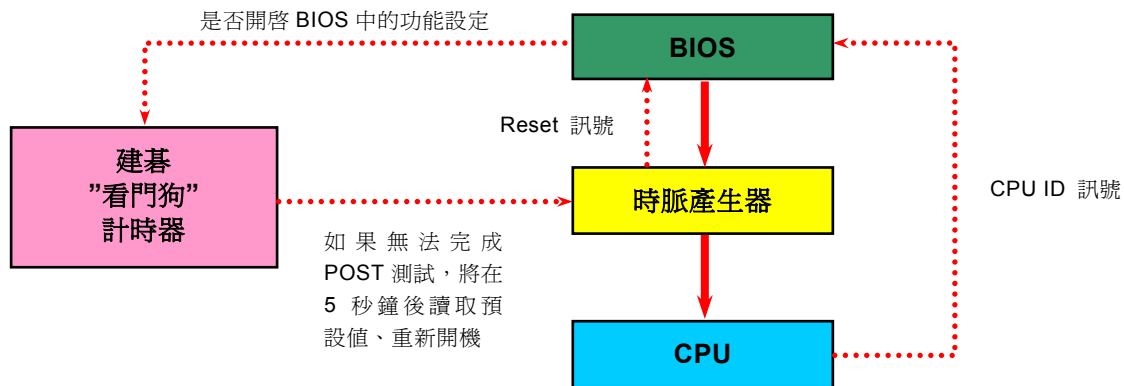 是否開啓 BIOS 中的功能設定
BIOS
Reset 訊號
建碁
”看門狗”
計時器
時脈產生器
CPU ID 訊號
如果無法完成
POST 測試，將在
5 秒鐘後讀取預
設值、重新開機
CPU